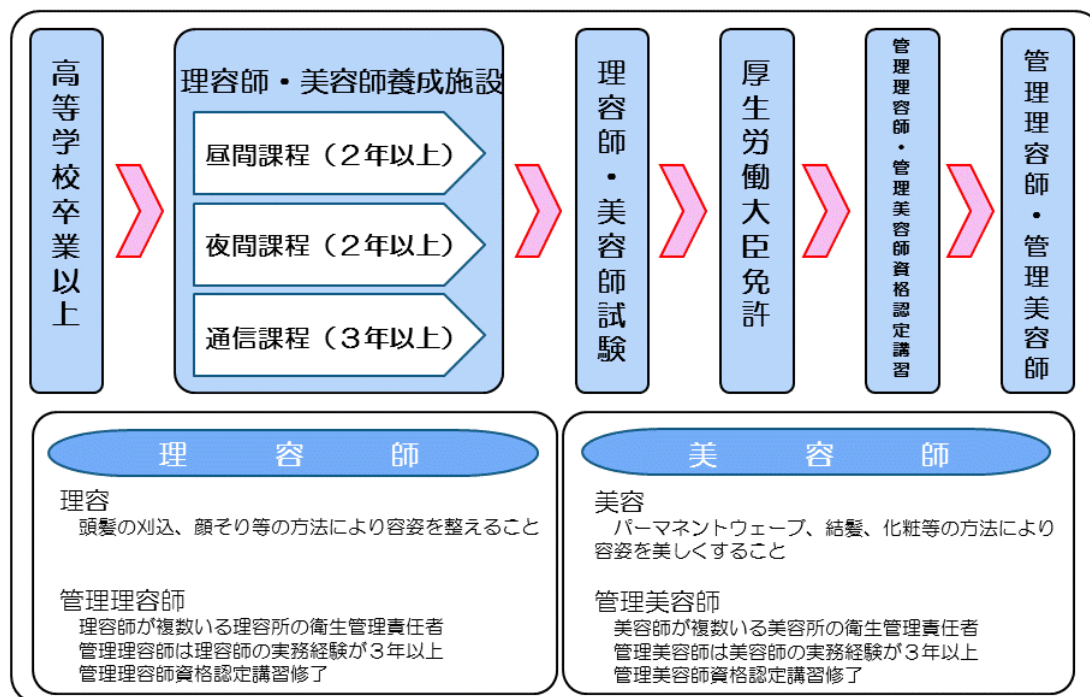 高等学校卒業以上
理容師・美容師養成施設
昼間課程（２年以上）
夜間課程（２年以上）
通信課程（３年以上）
理容師・美容師試験
厚生労働大臣免許
管理理容師・管理美容師資格認定講習
管理理容師・管理美容師
理容師
理容
頭髪の刈込、顔そり等の方法により容姿を整えること
管理理容師
理容師が複数いる理容所の衛生管理責任者
管理理容師は理容師の実務経験が３年以上
管理理容師資格認定講習修了
美容師
美容
パーマネントウェーブ、結髪、化粧等の方法により
容姿を美しくすること
管理美容師
美容師が複数いる美容所の衛生管理責任者
管理美容師は美容師の実務経験が３年以上
管理美容師資格認定講習修了